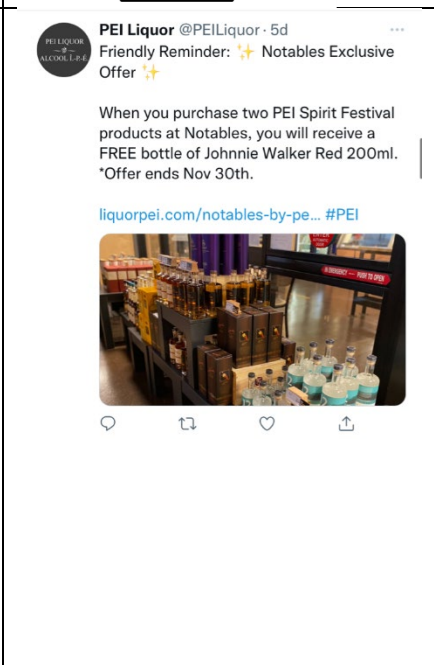 PEI LIQUOR
ALCOOL Î.-P.-É.
PEI Liquor @PEILiquor · 5d
Friendly Reminder: ✨ Notables Exclusive
Offer ✨
When you purchase two PEI Spirit Festival
products at Notables, you will receive a
FREE bottle of Johnnie Walker Red 200ml.
*Offer ends Nov 30th.
liquorpei.com/notables-by-pe... #PEI
ENTER
IN EMERGENCY — PUSH TO OPEN